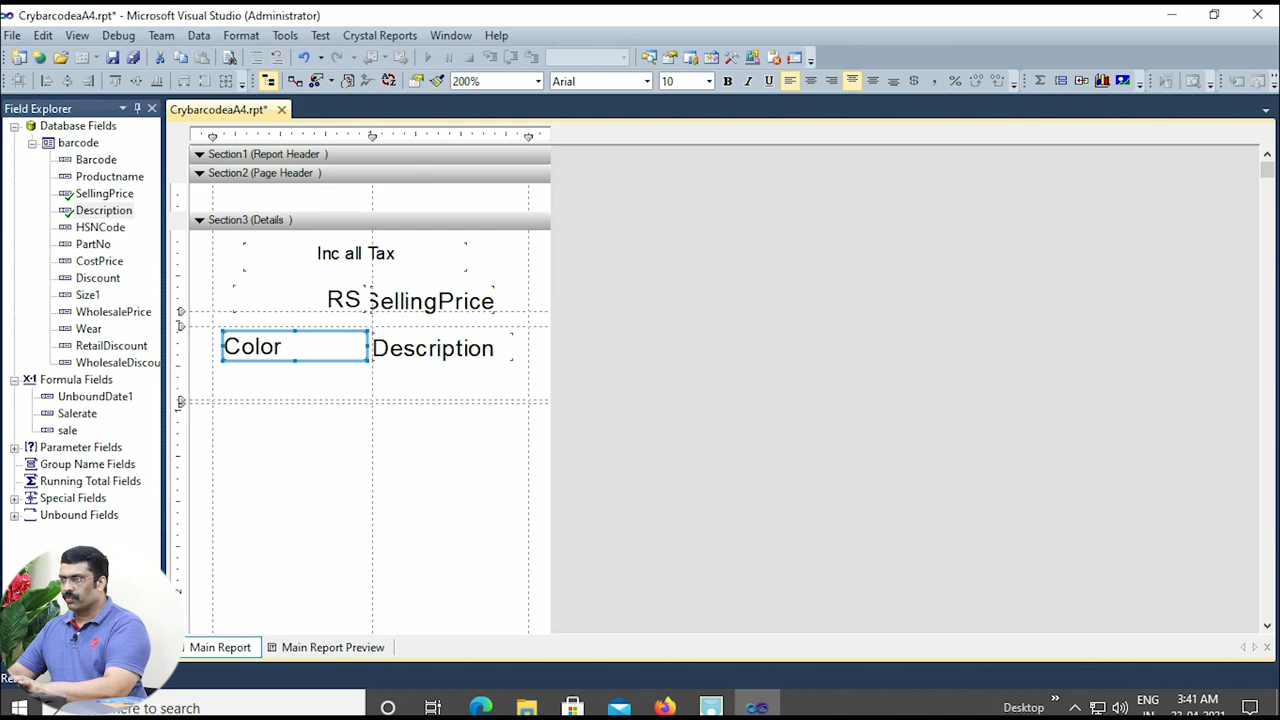 CrybarcodeaA4.rpt* - Microsoft Visual Studio (Administrator)
File Edit View Debug Team Data Format Tools Test Crystal Reports Window Help
200% Arial 10 B I U
Field Explorer
CrybarcodeaA4.rpt*
Database Fields
barcode
Barcode
Productname
SellingPrice
Description
HSNCode
PartNo
CostPrice
Discount
Size1
WholesalePrice
Wear
RetailDiscount
WholesaleDiscou
Formula Fields
UnboundDate1
Salerate
sale
Parameter Fields
Group Name Fields
Running Total Fields
Special Fields
Unbound Fields
Section1 (Report Header )
Section2 (Page Header )
Section3 (Details )
Inc all Tax
RS SellingPrice
Color Description
Main Report Main Report Preview
here to search
Desktop
ENG
3:41 AM